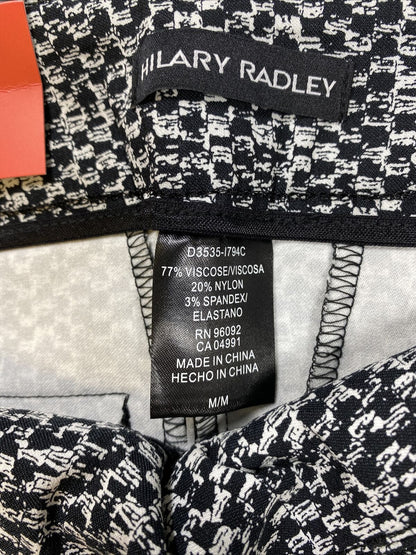 HILARY RADLEY
D3535-I794C
77% VISCOSE/VISCOSA
20% NYLON
3% SPANDEX/
ELASTANO
RN 96092
CA 04991
MADE IN CHINA
HECHO EN CHINA
M/M